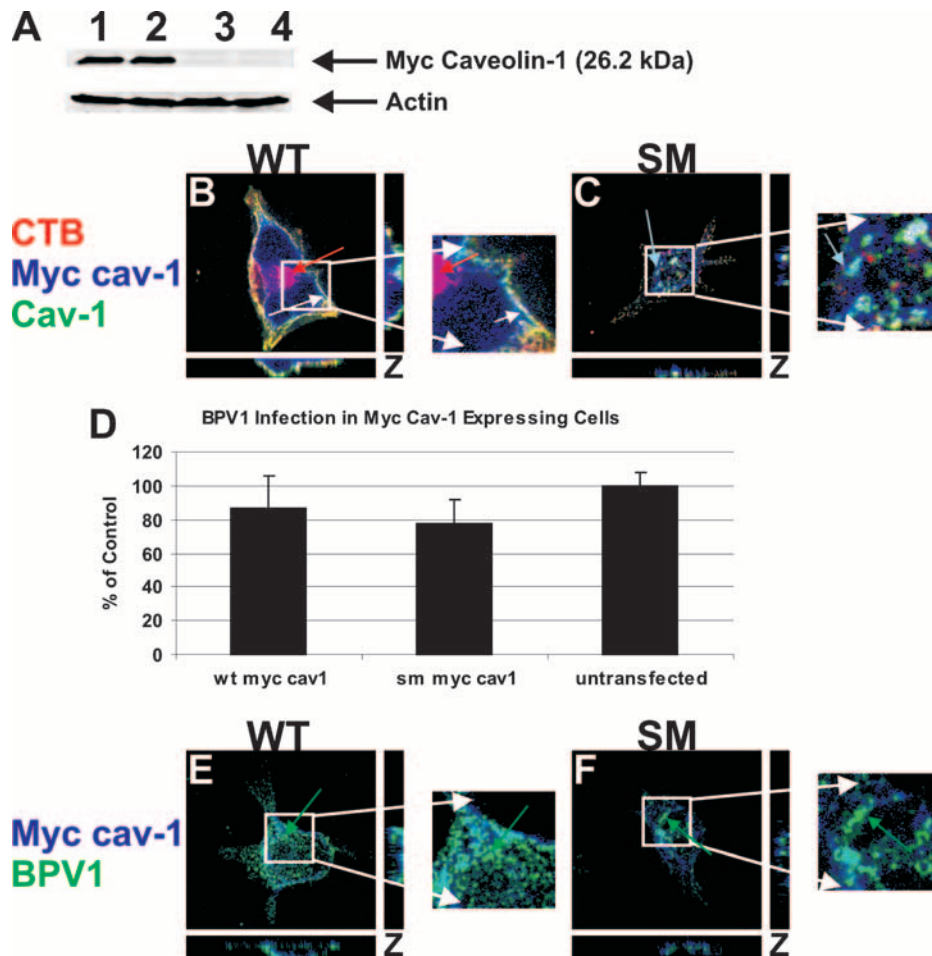 A 1 2 3 4
Myc Caveolin-1 (26.2 kDa)
Actin
WT SM
B C
CTB
Myc cav-1
Cav-1
Z Z
D
BPV1 Infection in Myc Cav-1 Expressing Cells
% of Control
120
100
80
60
40
20
0
wt myc cav1 sm myc cav1 untransfected
WT SM
E F
Myc cav-1
BPV1
Z Z